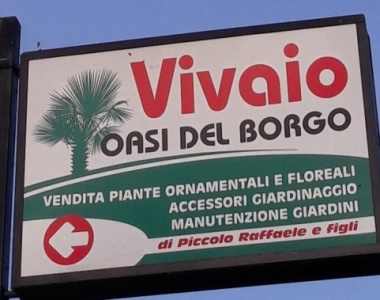 Vivaio
OASI DEL BORGO
VENDITA PIANTE ORNAMENTALI E FLOREALI
ACCESSORI GIARDINAGGIO
MANUTENZIONE GIARDINI
di Piccolo Raffaele e figli